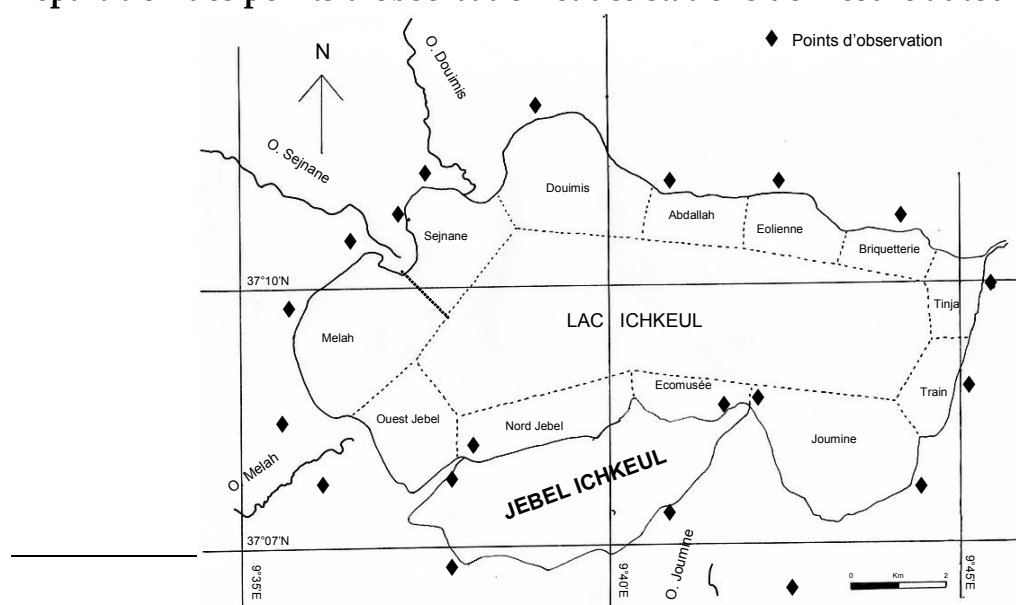 Points d'observation
N
O. Douimis
O. Sejnane
Douimis
Abdallah
Eolienne
Sejnane
Briquetterie
37°10'N
Tinja
LAC ICHKEUL
Melah
Ecomusée
Train
Ouest Jebel
Nord Jebel
Joumine
JEBEL ICHKEUL
O. Melah
37°07'N
O. Joumine
9°35'E
9°40'E
9°45'E
0 Km 2